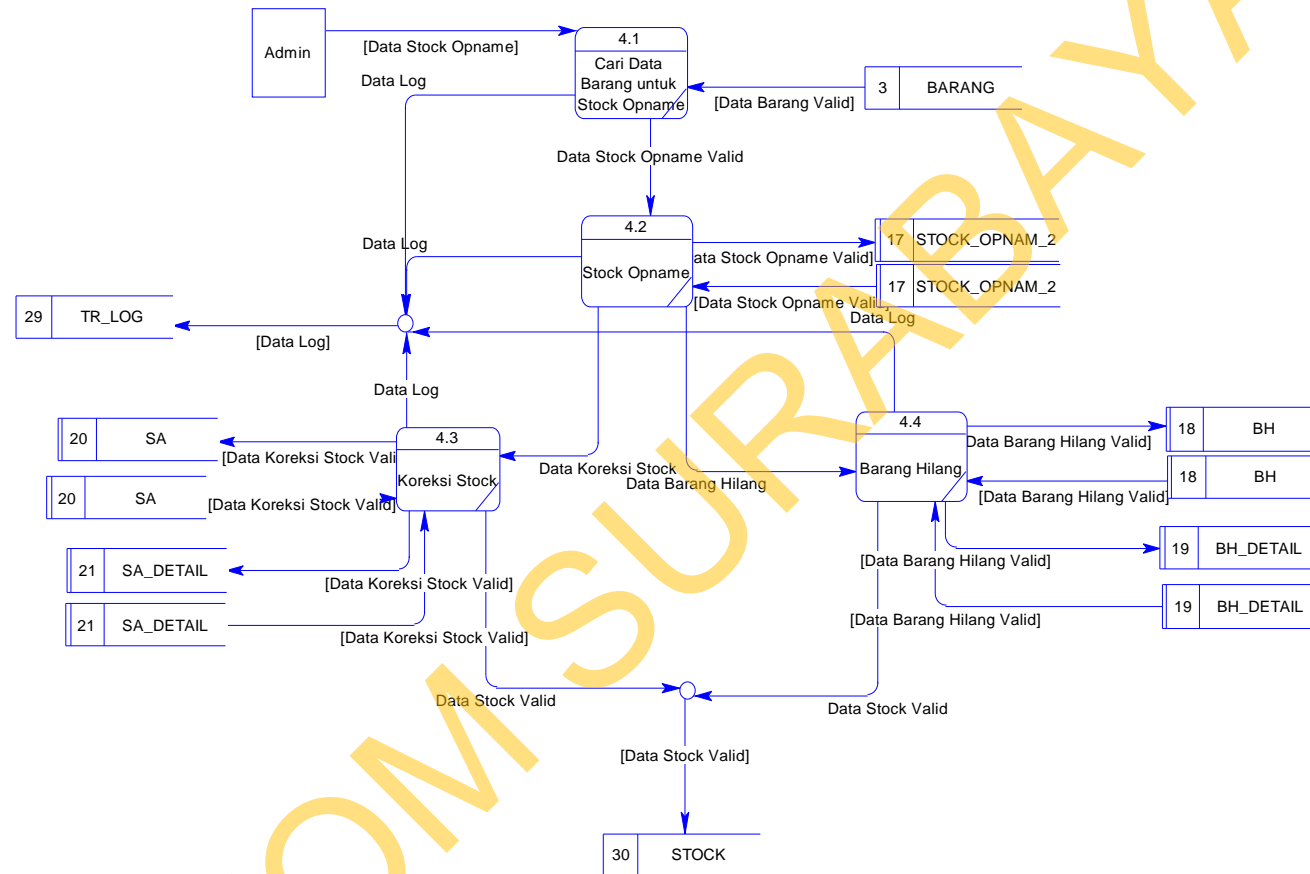 Admin
[Data Stock Opname]
4.1
Cari Data
Barang untuk
Stock Opname
Data Log
[Data Barang Valid]
3 BARANG
Data Stock Opname Valid
4.2
Stock Opname
Data Log
ata Stock Opname Valid]
17 STOCK_OPNAM_2
[Data Stock Opname Valid]
17 STOCK_OPNAM_2
Data Log
29 TR_LOG
[Data Log]
Data Log
20 SA
[Data Koreksi Stock Vali
4.3
Koreksi Stock
20 SA
[Data Koreksi Stock Valid]
Data Koreksi Stock
Data Barang Hilang
4.4
Barang Hilang
Data Barang Hilang Valid]
18 BH
[Data Barang Hilang Valid]
18 BH
21 SA_DETAIL
[Data Koreksi Stock Valid]
21 SA_DETAIL
[Data Koreksi Stock Valid]
[Data Barang Hilang Valid]
19 BH_DETAIL
[Data Barang Hilang Valid]
19 BH_DETAIL
Data Stock Valid
Data Stock Valid
[Data Stock Valid]
30 STOCK
OM SURABAYA